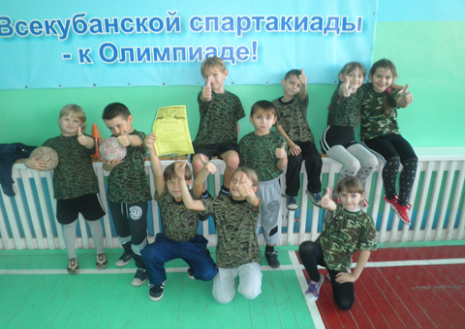 Всекубанской спартакиады
- к Олимпиаде!